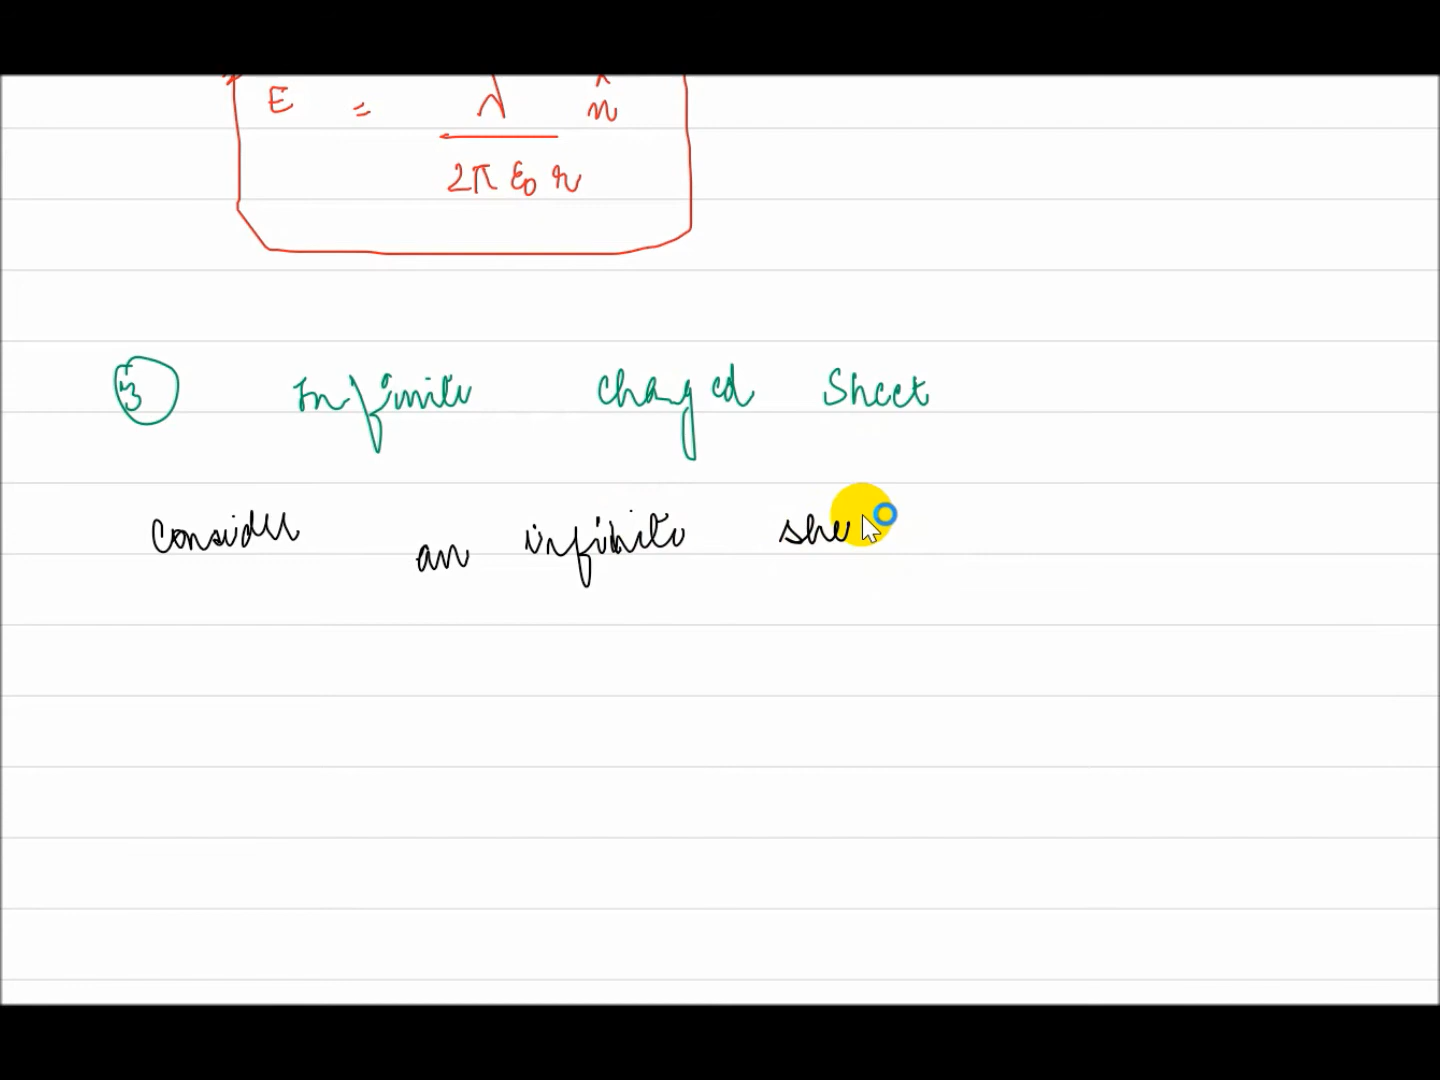 E = λ n̂
2π ε₀ r
3 Infinite charged Sheet
Consider an infinite she